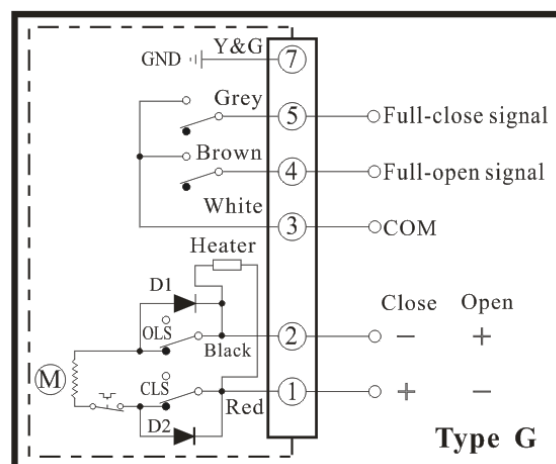 Y&G
GND 7
Grey
5 Full-close signal
Brown
4 Full-open signal
White
3 COM
Heater
D1
Close Open
OLS
2 − +
Black
M
CLS
1 + −
Red
D2
Type G